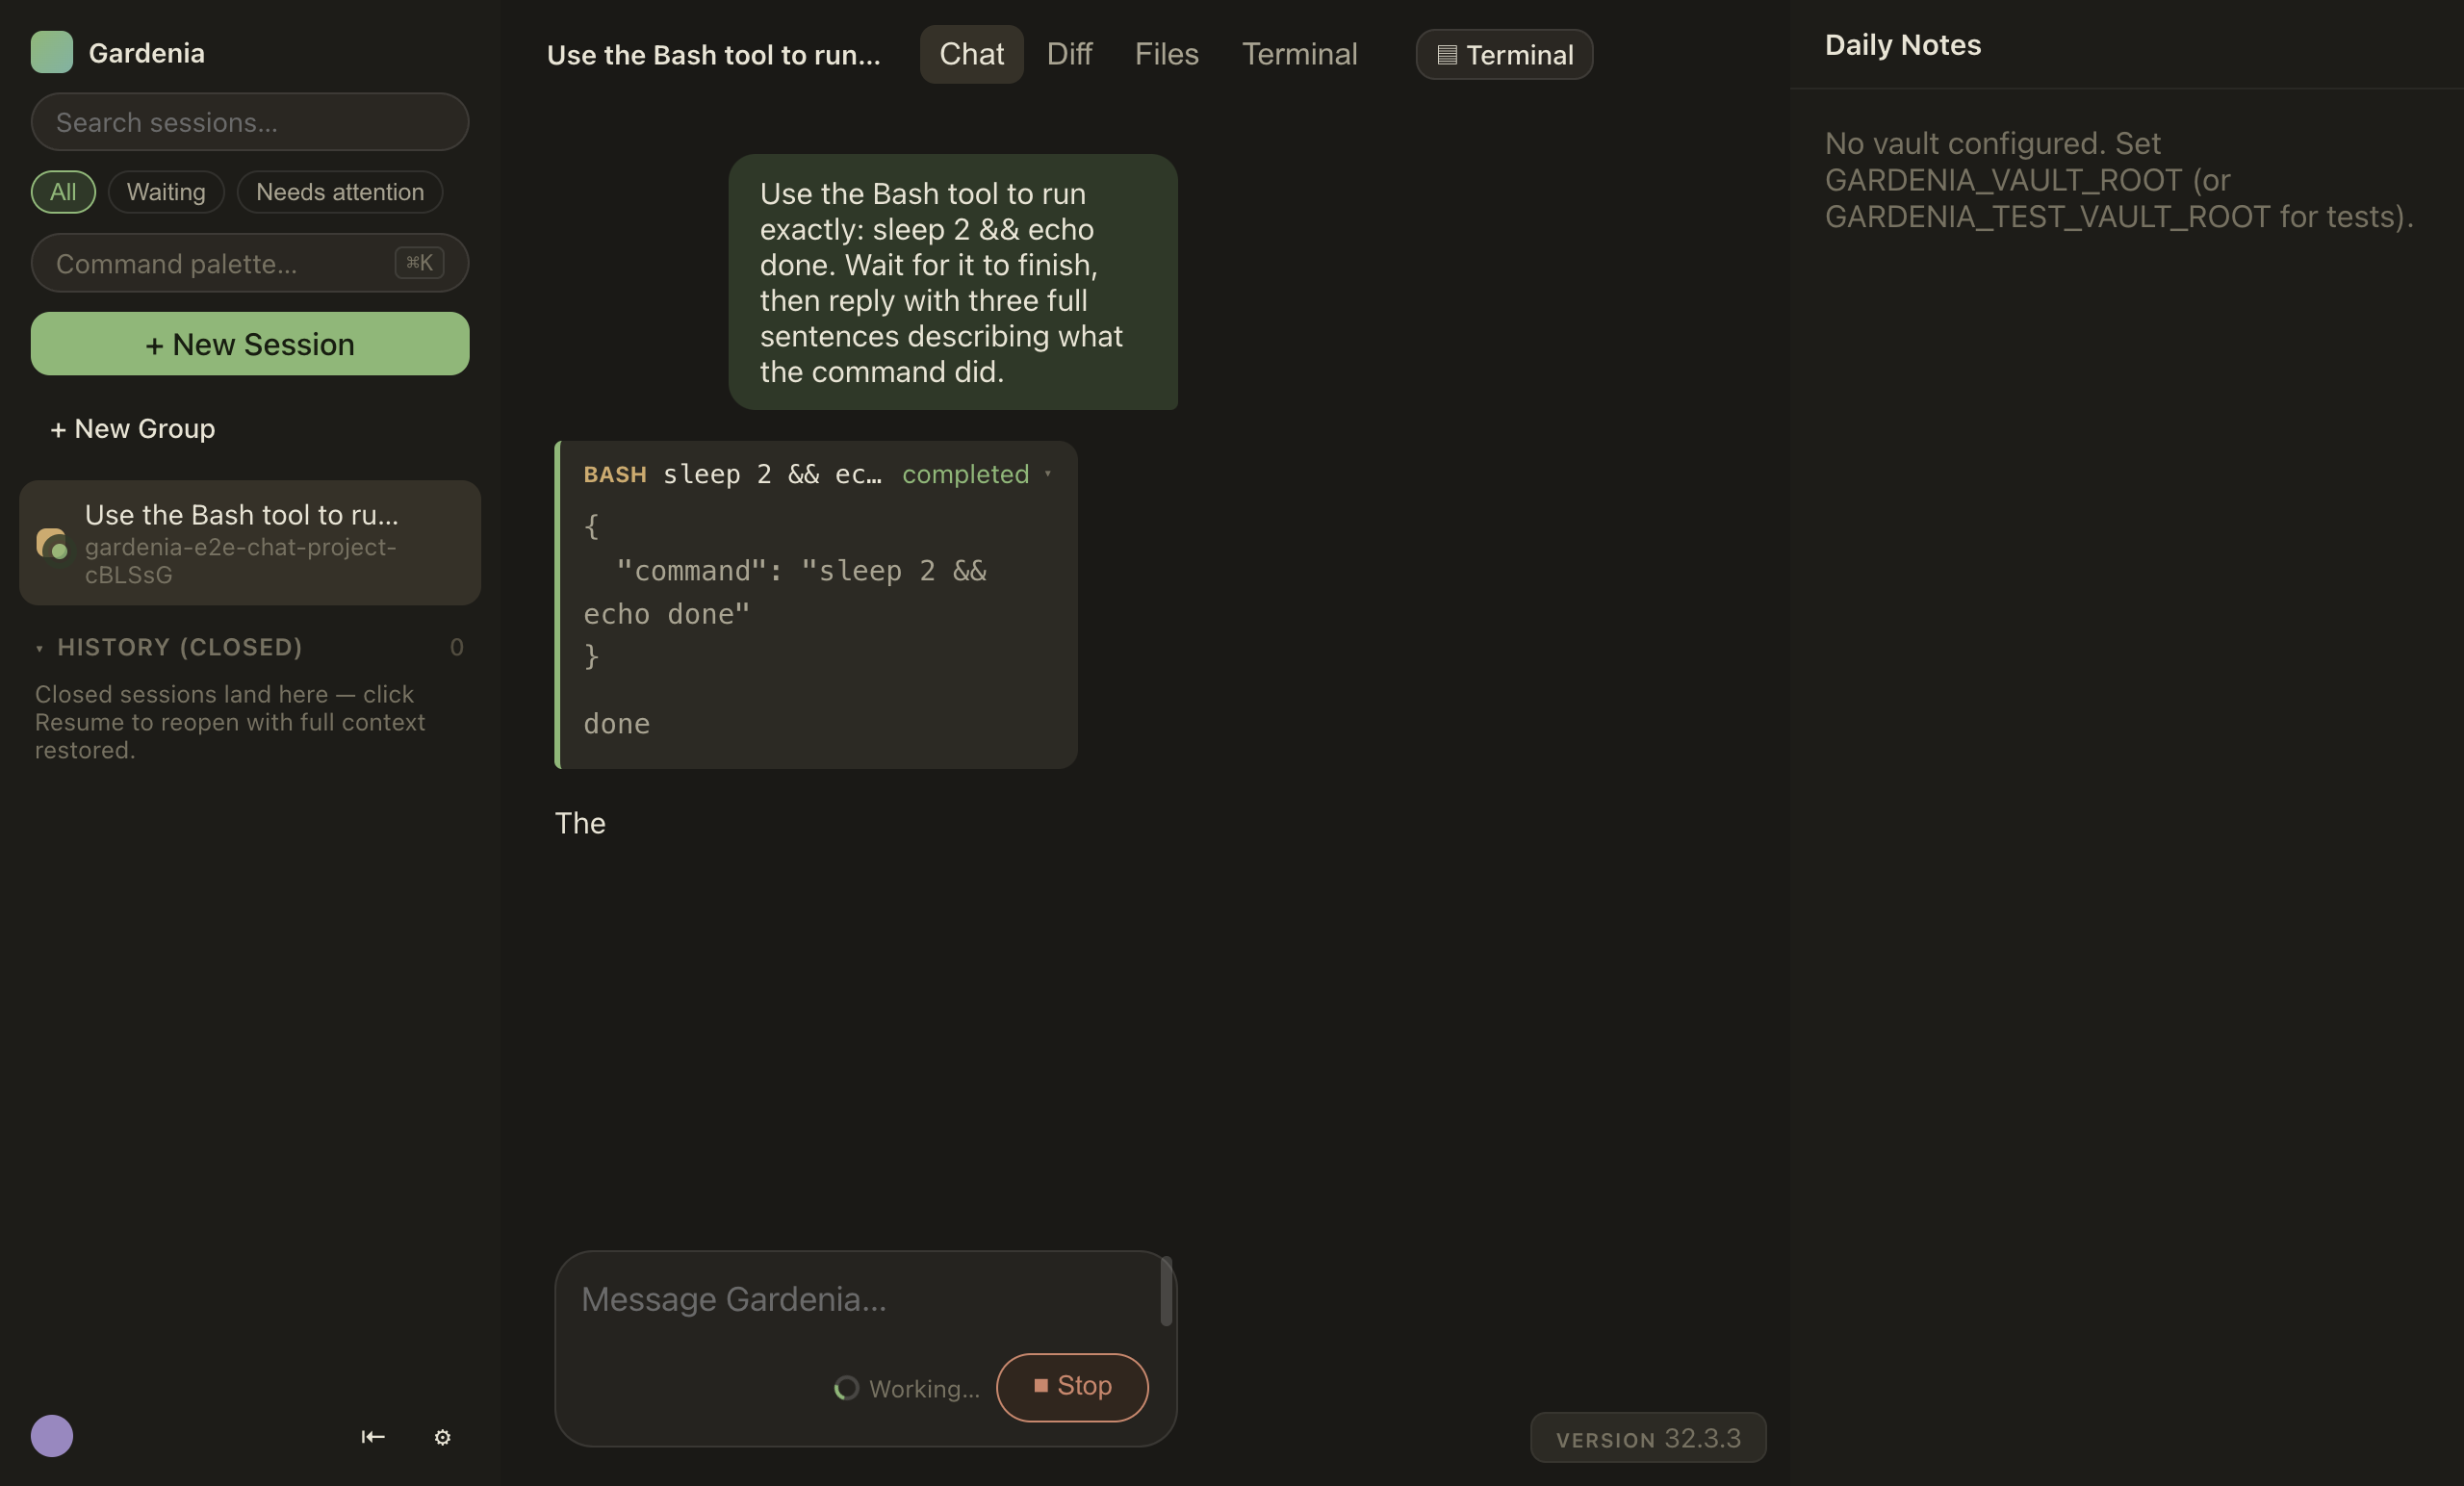 Gardenia
Search sessions...
All
Waiting
Needs attention
Command palette...
⌘K
+ New Session
+ New Group
Use the Bash tool to ru...
gardenia-e2e-chat-project-
cBLSsG
HISTORY (CLOSED)
0
Closed sessions land here — click
Resume to reopen with full context
restored.
Use the Bash tool to run...
Chat
Diff
Files
Terminal
Terminal
Use the Bash tool to run
exactly: sleep 2 && echo
done. Wait for it to finish,
then reply with three full
sentences describing what
the command did.
BASH sleep 2 && ec… completed
{
"command": "sleep 2 &&
echo done"
}
done
The
Message Gardenia...
Working...
Stop
VERSION 32.3.3
Daily Notes
No vault configured. Set
GARDENIA_VAULT_ROOT (or
GARDENIA_TEST_VAULT_ROOT for tests).